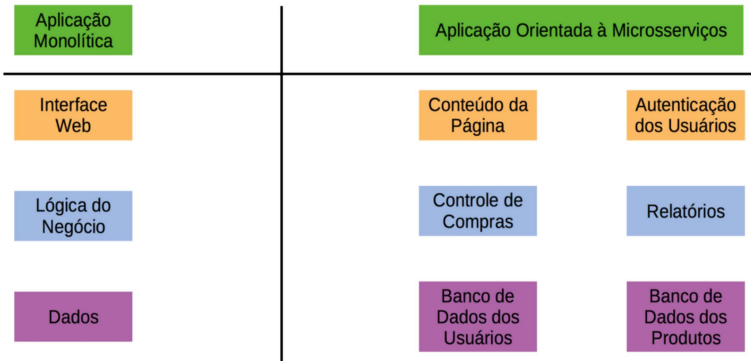 Aplicação
Monolítica
Aplicação Orientada à Microsserviços
Interface
Web
Conteúdo da
Página
Autenticação
dos Usuários
Lógica do
Negócio
Controle de
Compras
Relatórios
Dados
Banco de
Dados dos
Usuários
Banco de
Dados dos
Produtos